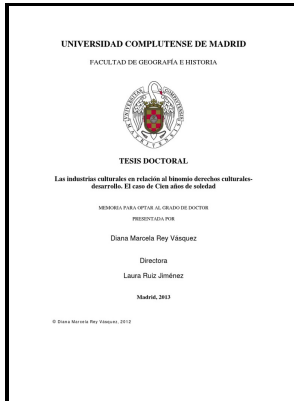 UNIVERSIDAD COMPLUTENSE DE MADRID
FACULTAD DE GEOGRAFÍA E HISTORIA
TESIS DOCTORAL
Las industrias culturales en relación al binomio derechos culturales-
desarrollo. El caso de Cien años de soledad
MEMORIA PARA OPTAR AL GRADO DE DOCTOR
PRESENTADA POR
Diana Marcela Rey Vásquez
Directora
Laura Ruiz Jiménez
Madrid, 2013
© Diana Marcela Rey Vásquez, 2012